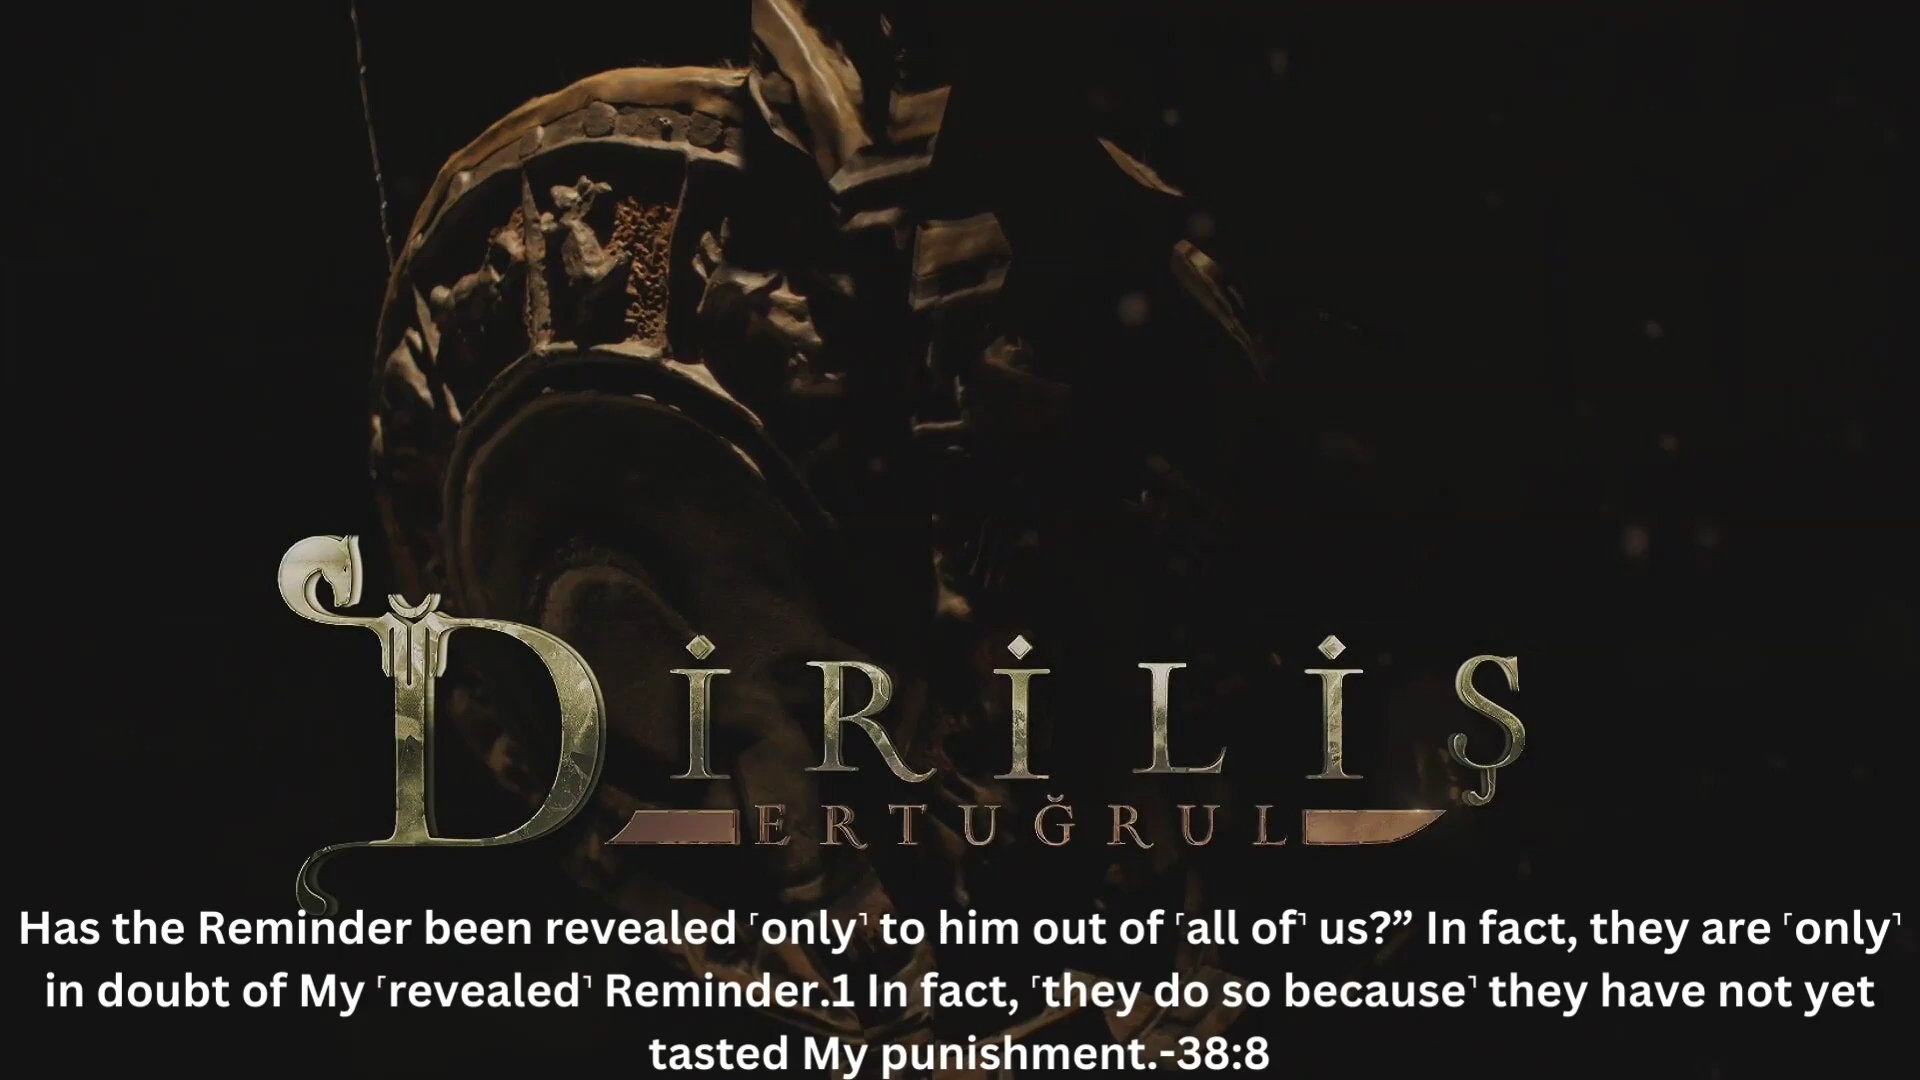 DİRİLİŞ
ERTUĞRUL
Has the Reminder been revealed ˹only˺ to him out of ˹all of˺ us?” In fact, they are ˹only˺
in doubt of My ˹revealed˺ Reminder.1 In fact, ˹they do so because˺ they have not yet
tasted My punishment.-38:8